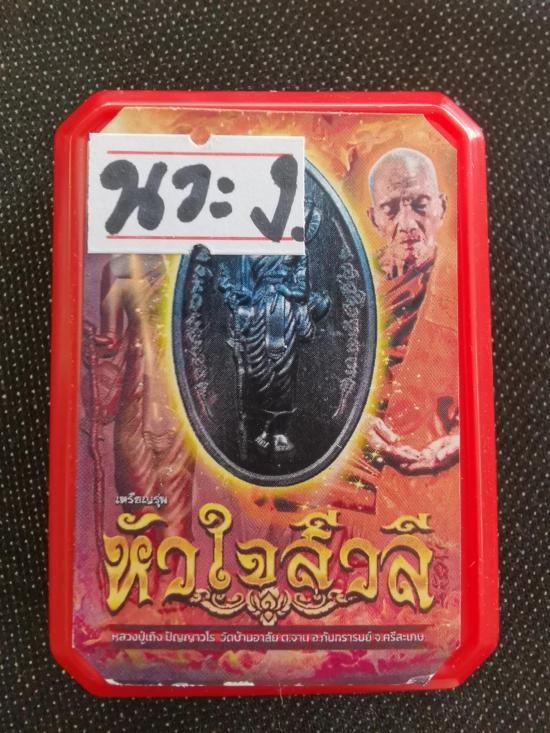 นวะ ง.
เหรียญรุ่น
หัวใจสีวลี
หลวงปู่เกิง ปัญญาวโร วัดบ้านอาลัย ต.จาน อ.กันทรารมย์ จ.ศรีสะเกษ